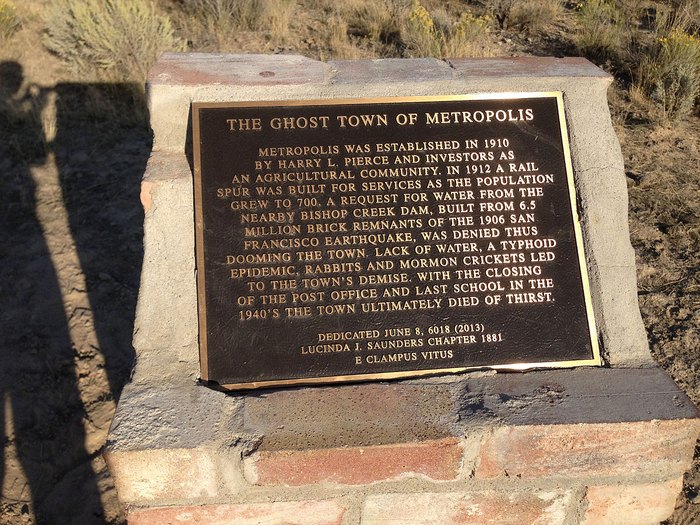 THE GHOST TOWN OF METROPOLIS
METROPOLIS WAS ESTABLISHED IN 1910
BY HARRY L. PIERCE AND INVESTORS AS
AN AGRICULTURAL COMMUNITY. IN 1912 A RAIL
SPUR WAS BUILT FOR SERVICES AS THE POPULATION
GREW TO 700. A REQUEST FOR WATER FROM THE
NEARBY BISHOP CREEK DAM, BUILT FROM 6.5
MILLION BRICK REMNANTS OF THE 1906 SAN
FRANCISCO EARTHQUAKE, WAS DENIED THUS
DOOMING THE TOWN. LACK OF WATER, A TYPHOID
EPIDEMIC, RABBITS AND MORMON CRICKETS LED
TO THE TOWN'S DEMISE. WITH THE CLOSING
OF THE POST OFFICE AND LAST SCHOOL IN THE
1940'S THE TOWN ULTIMATELY DIED OF THIRST.
DEDICATED JUNE 8, 6018 (2013)
LUCINDA J. SAUNDERS CHAPTER 1881
E CLAMPUS VITUS